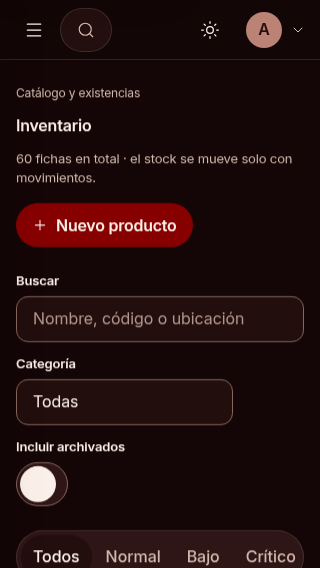 A
Catálogo y existencias
Inventario
60 fichas en total · el stock se mueve solo con
movimientos.
+ Nuevo producto
Buscar
Nombre, código o ubicación
Categoría
Todas
Incluir archivados
Todos Normal Bajo Crítico